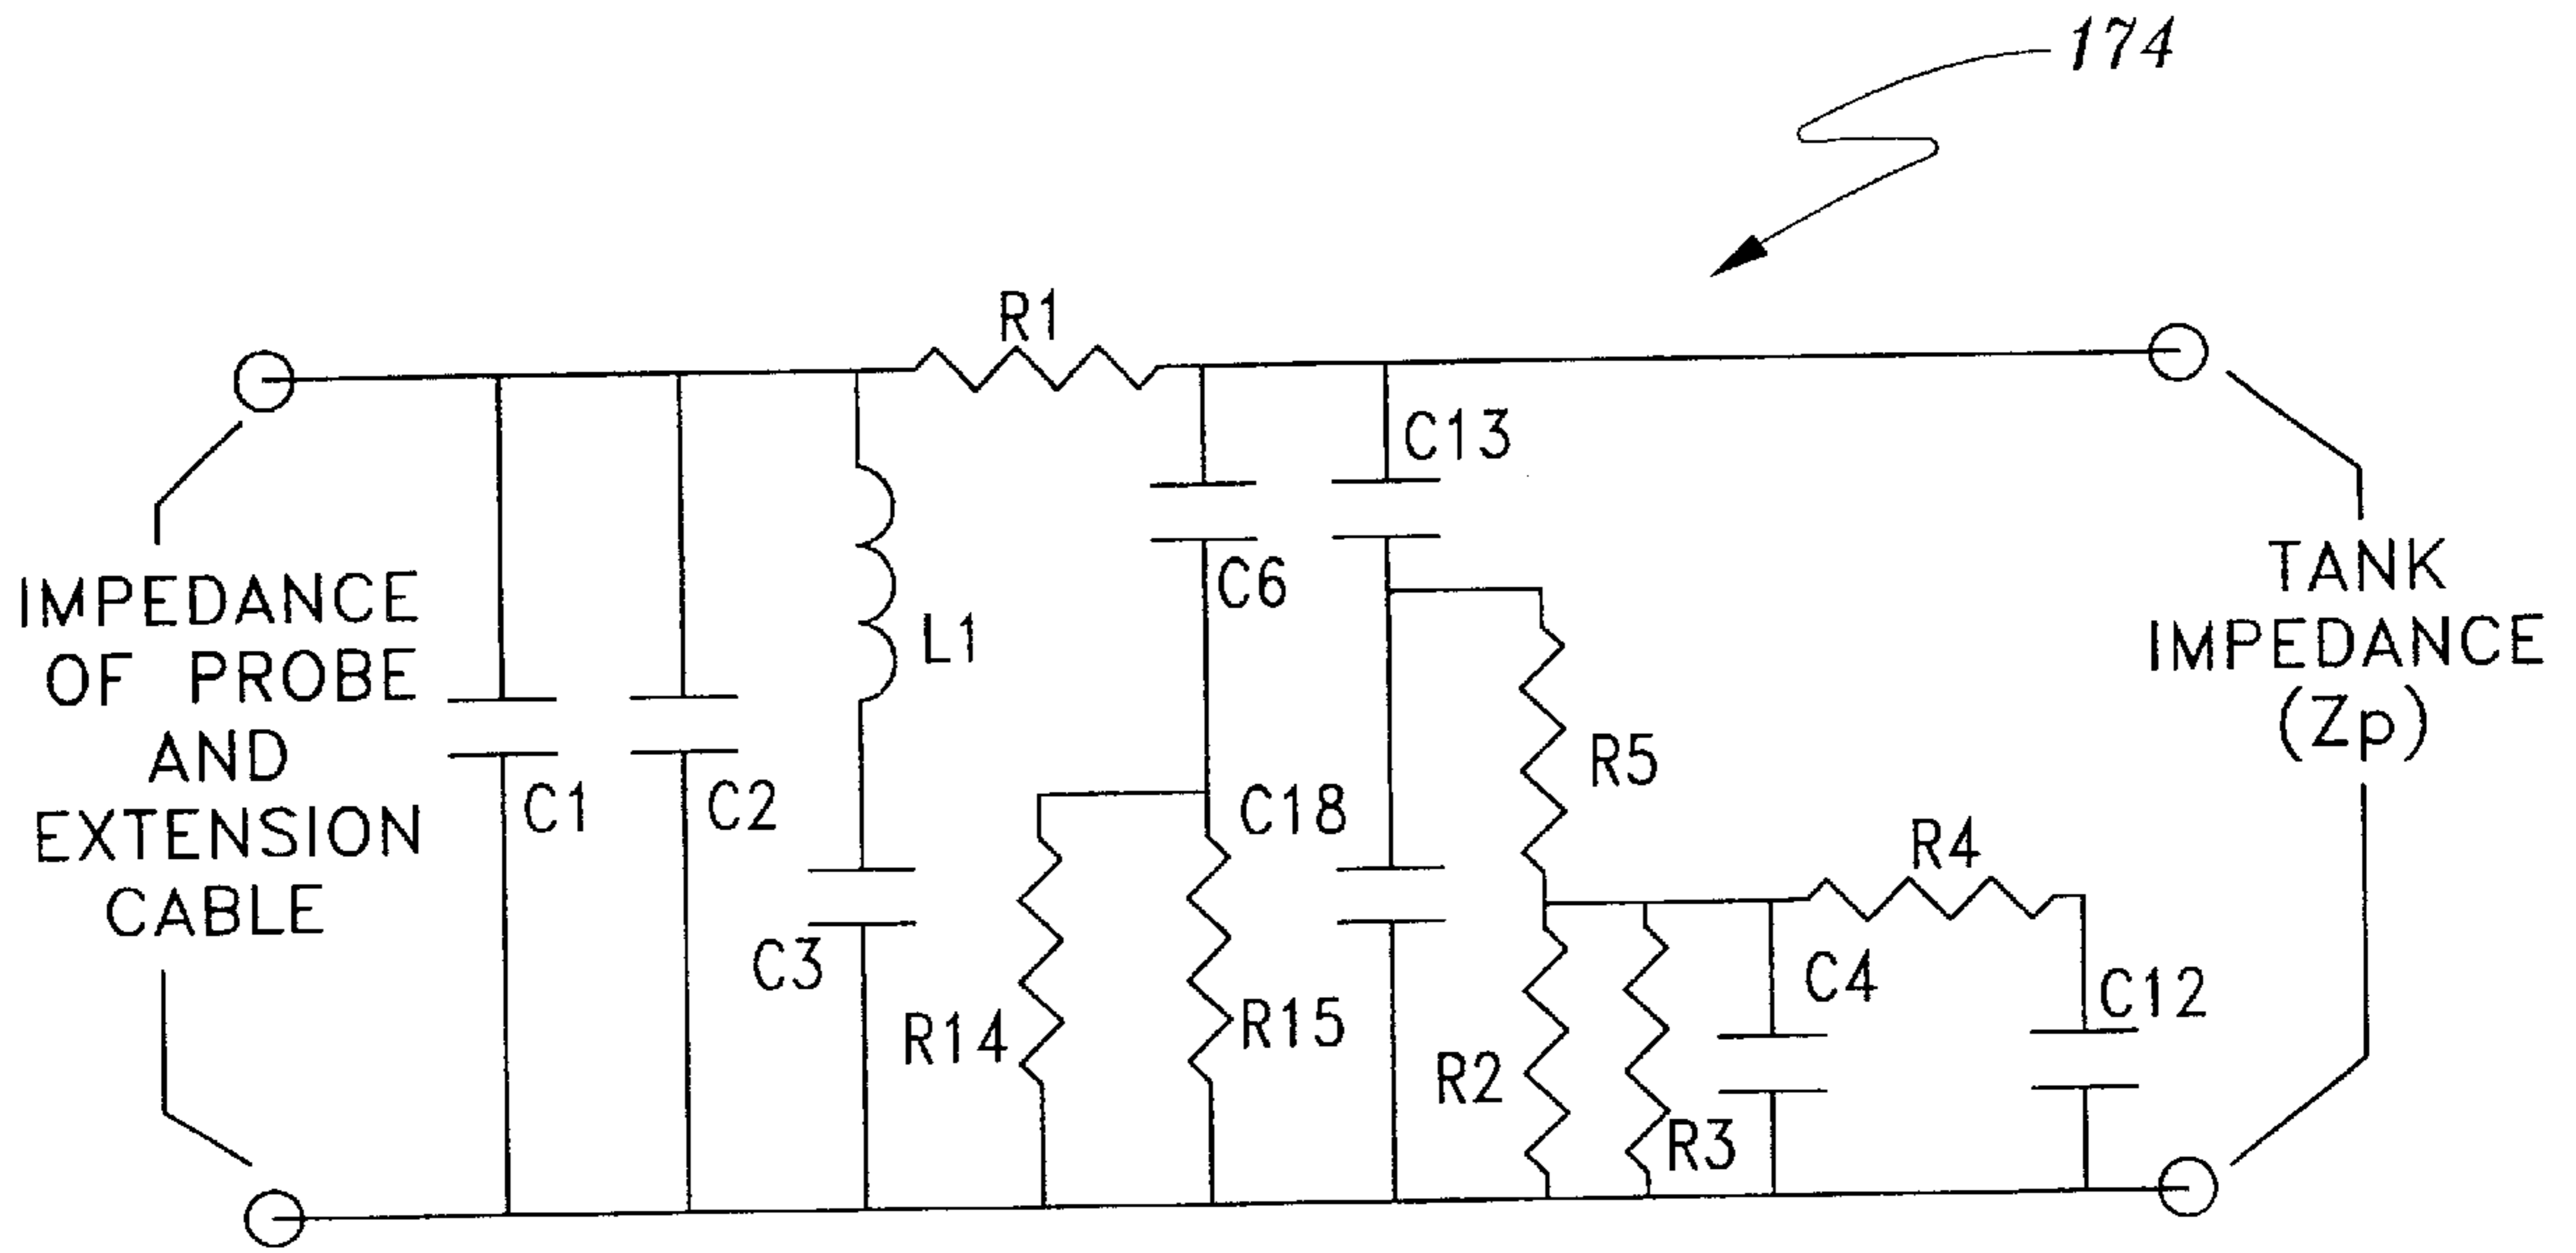 174
R1
C13
C6
IMPEDANCE
OF PROBE
AND
EXTENSION
CABLE
L1
TANK
IMPEDANCE
(Zp)
C1
C2
C18
R5
R4
C3
C4
C12
R14
R15
R2
R3